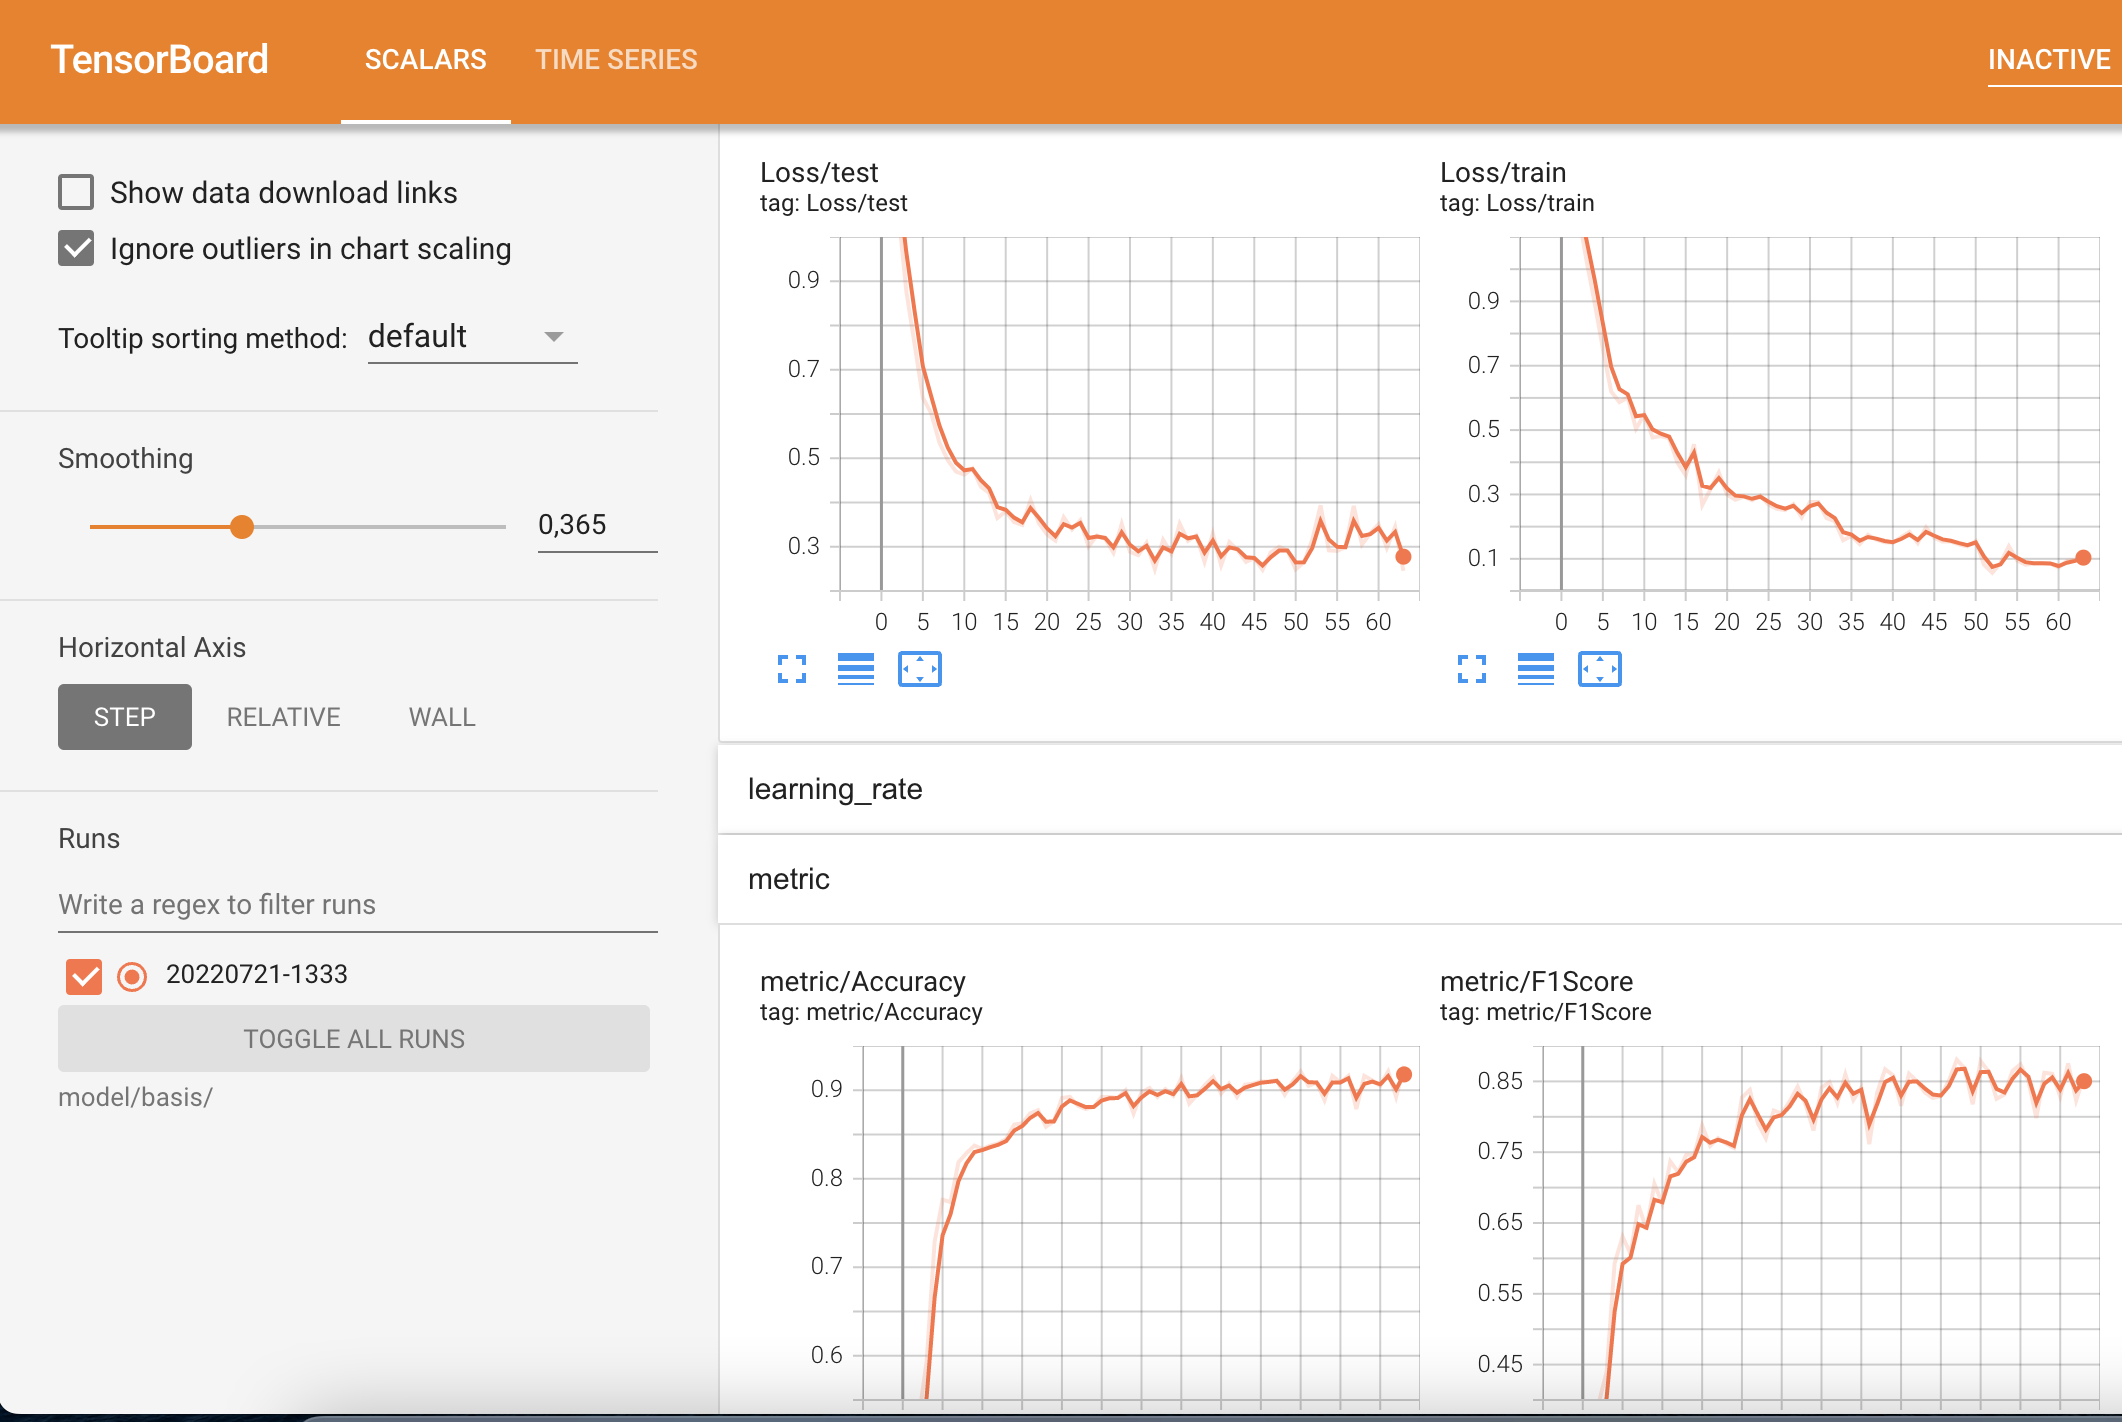 TensorBoard
SCALARS
TIME SERIES
INACTIVE
Show data download links
Ignore outliers in chart scaling
Tooltip sorting method:
default
Smoothing
0,365
Horizontal Axis
STEP
RELATIVE
WALL
Runs
Write a regex to filter runs
20220721-1333
TOGGLE ALL RUNS
model/basis/
Loss/test
tag: Loss/test
0.9
0.7
0.5
0.3
0 5 10 15 20 25 30 35 40 45 50 55 60
Loss/train
tag: Loss/train
0.9
0.7
0.5
0.3
0.1
0 5 10 15 20 25 30 35 40 45 50 55 60
learning_rate
metric
metric/Accuracy
tag: metric/Accuracy
0.9
0.8
0.7
0.6
metric/F1Score
tag: metric/F1Score
0.85
0.75
0.65
0.55
0.45